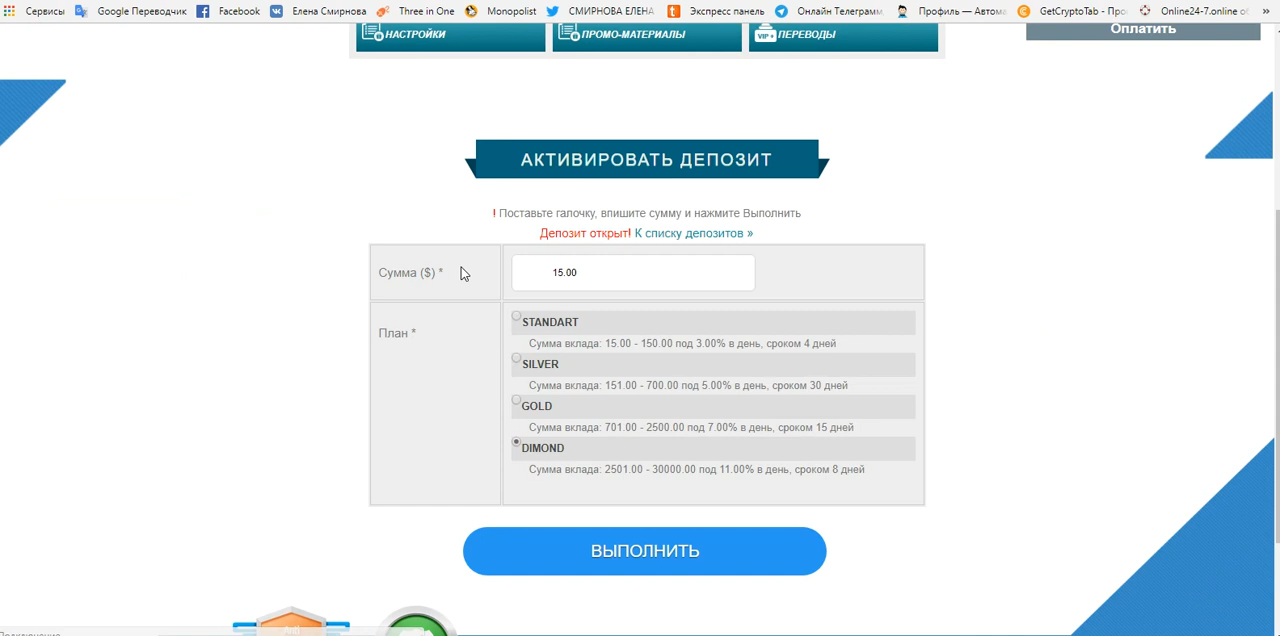 Сервисы Google Переводчик Facebook Елена Смирнова Three in One Monopolist СМИРНОВА ЕЛЕНА Экспресс панель Онлайн Телеграмм Профиль — Автома GetCryptoTab - Про Online24-7.online »
НАСТРОЙКИ ПРОМО-МАТЕРИАЛЫ VIP + ПЕРЕВОДЫ Оплатить
АКТИВИРОВАТЬ ДЕПОЗИТ
! Поставьте галочку, впишите сумму и нажмите Выполнить
Депозит открыт! К списку депозитов »
Сумма ($) * 15.00
План *
STANDART
Сумма вклада: 15.00 - 150.00 под 3.00% в день, сроком 4 дней
SILVER
Сумма вклада: 151.00 - 700.00 под 5.00% в день, сроком 30 дней
GOLD
Сумма вклада: 701.00 - 2500.00 под 7.00% в день, сроком 15 дней
DIMOND
Сумма вклада: 2501.00 - 30000.00 под 11.00% в день, сроком 8 дней
ВЫПОЛНИТЬ